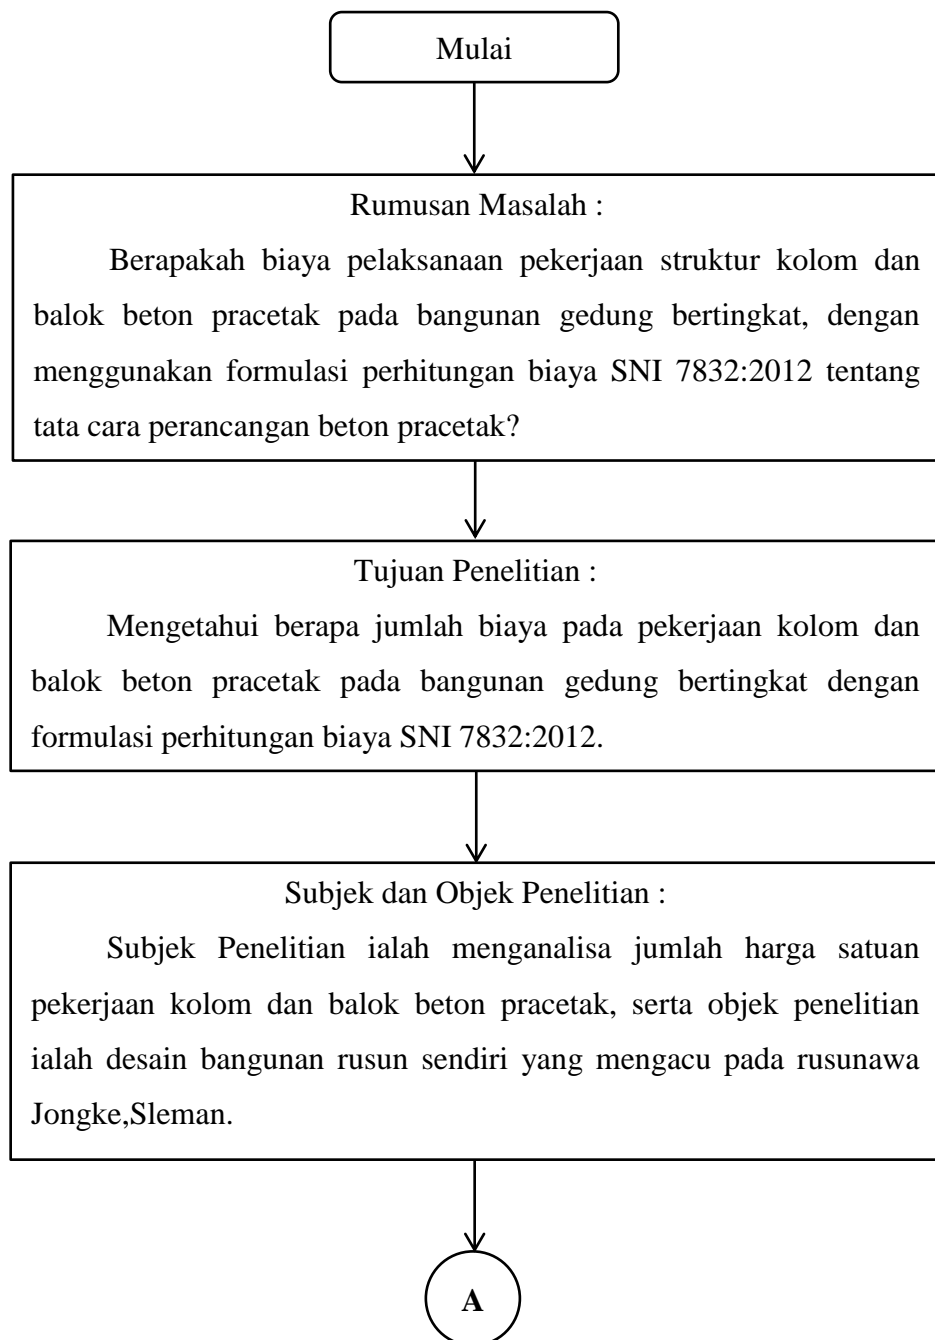 Mulai
Rumusan Masalah :
Berapakah biaya pelaksanaan pekerjaan struktur kolom dan
balok beton pracetak pada bangunan gedung bertingkat, dengan
menggunakan formulasi perhitungan biaya SNI 7832:2012 tentang
tata cara perancangan beton pracetak?
Tujuan Penelitian :
Mengetahui berapa jumlah biaya pada pekerjaan kolom dan
balok beton pracetak pada bangunan gedung bertingkat dengan
formulasi perhitungan biaya SNI 7832:2012.
Subjek dan Objek Penelitian :
Subjek Penelitian ialah menganalisa jumlah harga satuan
pekerjaan kolom dan balok beton pracetak, serta objek penelitian
ialah desain bangunan rusun sendiri yang mengacu pada rusunawa
Jongke,Sleman.
A